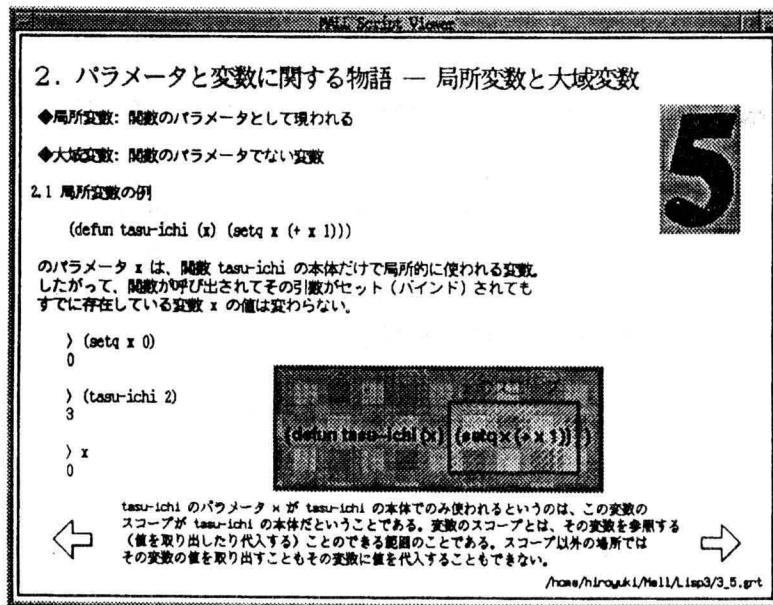 MALL Script Viewer
2. パラメータと変数に関する物語 — 局所変数と大域変数
◆局所変数: 関数のパラメータとして現われる
◆大域変数: 関数のパラメータでない変数
5
2.1 局所変数の例
(defun tasu-ichi (x) (setq x (+ x 1)))
のパラメータ x は、関数 tasu-ichi の本体だけで局所的に使われる変数。
したがって、関数が呼び出されてその引数がセット（バインド）されても
すでに存在している変数 x の値は変わらない。
> (setq x 0)
0
> (tasu-ichi 2)
3
> x
0
(defun tasu-ichi (x) (setq x (+ x 1)))
tasu-ichi のパラメータ x が tasu-ichi の本体でのみ使われるというのは、この変数の
スコープが tasu-ichi の本体だということである。変数のスコープとは、その変数を参照する
（値を取り出したり代入する）ことのできる範囲のことである。スコープ以外の場所では
その変数の値を取り出すこともその変数に値を代入することもできない。
/home/hiroyuki/Mall/Lisp3/3_5.grt